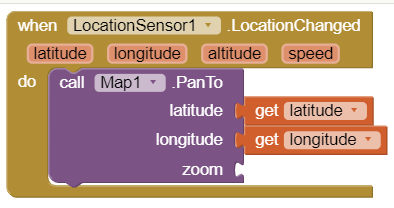 when LocationSensor1 .LocationChanged
latitude longitude altitude speed
do call Map1 .PanTo
latitude get latitude
longitude get longitude
zoom